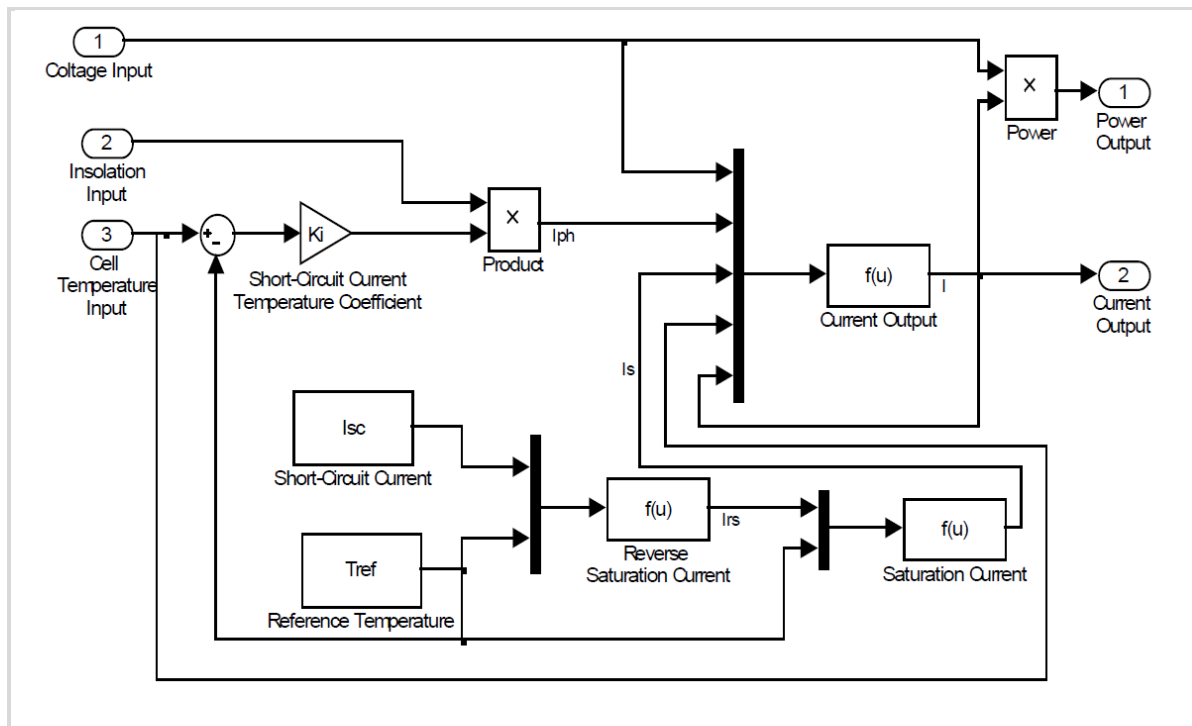 1
Coltage Input
2
Insolation
Input
3
Cell
Temperature
Input
+
-
Ki
Short-Circuit Current
Temperature Coefficient
X
Product
Iph
X
Power
1
Power
Output
f(u)
Current Output
I
2
Current
Output
Is
Isc
Short-Circuit Current
Tref
Reference Temperature
f(u)
Reverse
Saturation Current
Irs
f(u)
Saturation Current